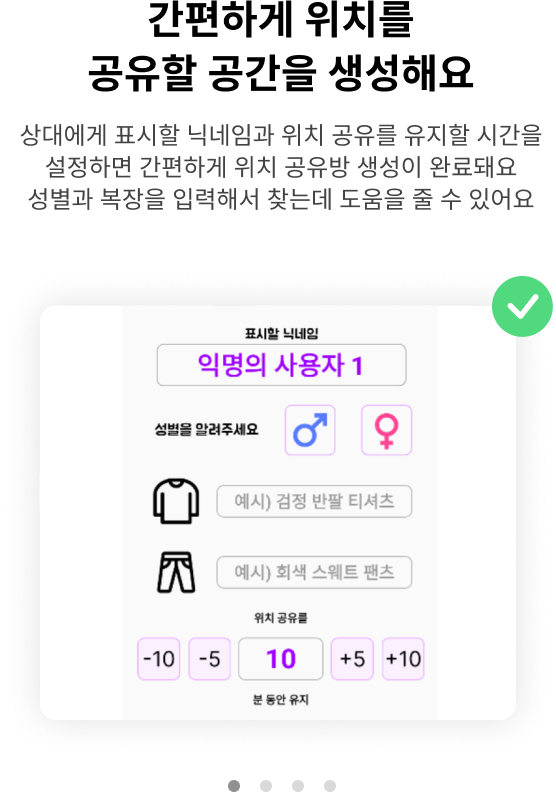 간편하게 위치를
공유할 공간을 생성해요
상대에게 표시할 닉네임과 위치 공유를 유지할 시간을
설정하면 간편하게 위치 공유방 생성이 완료돼요
성별과 복장을 입력해서 찾는데 도움을 줄 수 있어요
표시할 닉네임
익명의 사용자 1
성별을 알려주세요
예시) 검정 반팔 티셔츠
예시) 회색 스웨트 팬츠
위치 공유를
-10 -5 10 +5 +10
분 동안 유지